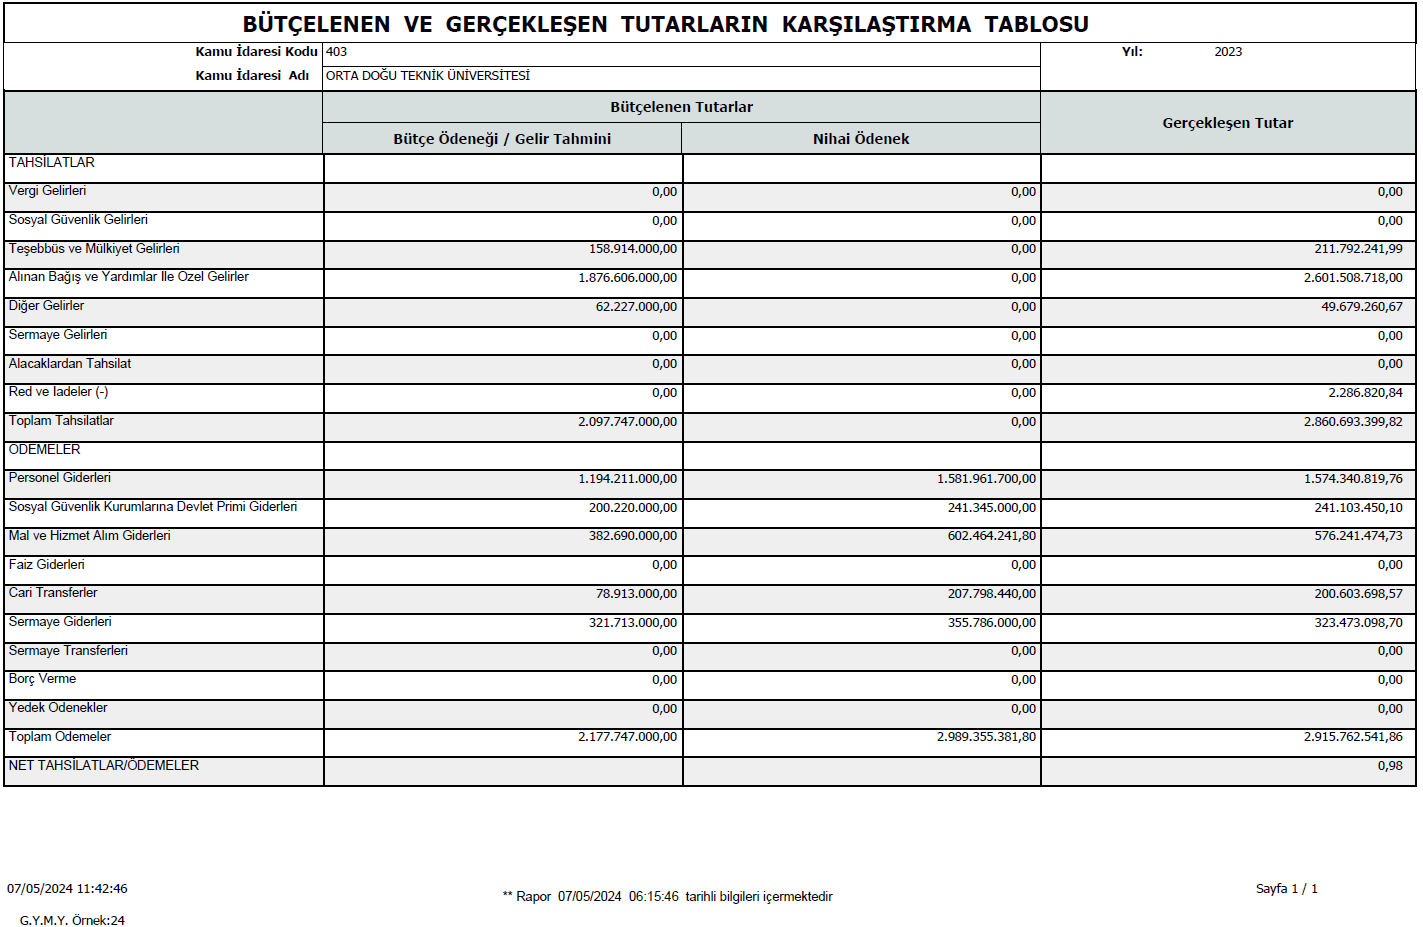 BÜTÇELENEN VE GERÇEKLEŞEN TUTARLARIN KARŞILAŞTIRMA TABLOSU
Kamu İdaresi Kodu 403 Yıl: 2023
Kamu İdaresi Adı ORTA DOĞU TEKNİK ÜNİVERSİTESİ
Bütçelenen Tutarlar
Gerçekleşen Tutar
Bütçe Ödeneği / Gelir Tahmini Nihai Ödenek
TAHSİLATLAR
Vergi Gelirleri 0,00 0,00 0,00
Sosyal Güvenlik Gelirleri 0,00 0,00 0,00
Teşebbüs ve Mülkiyet Gelirleri 158.914.000,00 0,00 211.792.241,99
Alınan Bağış ve Yardımlar Ile Ozel Gelirler 1.876.606.000,00 0,00 2.601.508.718,00
Diğer Gelirler 62.227.000,00 0,00 49.679.260,67
Sermaye Gelirleri 0,00 0,00 0,00
Alacaklardan Tahsilat 0,00 0,00 0,00
Red ve Iadeler (-) 0,00 0,00 2.286.820,84
Toplam Tahsilatlar 2.097.747.000,00 0,00 2.860.693.399,82
ODEMELER
Personel Giderleri 1.194.211.000,00 1.581.961.700,00 1.574.340.819,76
Sosyal Güvenlik Kurumlarına Devlet Primi Giderleri 200.220.000,00 241.345.000,00 241.103.450,10
Mal ve Hizmet Alım Giderleri 382.690.000,00 602.464.241,80 576.241.474,73
Faiz Giderleri 0,00 0,00 0,00
Cari Transferler 78.913.000,00 207.798.440,00 200.603.698,57
Sermaye Giderleri 321.713.000,00 355.786.000,00 323.473.098,70
Sermaye Transferleri 0,00 0,00 0,00
Borç Verme 0,00 0,00 0,00
Yedek Odenekler 0,00 0,00 0,00
Toplam Odemeler 2.177.747.000,00 2.989.355.381,80 2.915.762.541,86
NET TAHSİLATLAR/ÖDEMELER 0,98
07/05/2024 11:42:46 ** Rapor 07/05/2024 06:15:46 tarihli bilgileri içermektedir Sayfa 1 / 1
G.Y.M.Y. Örnek:24